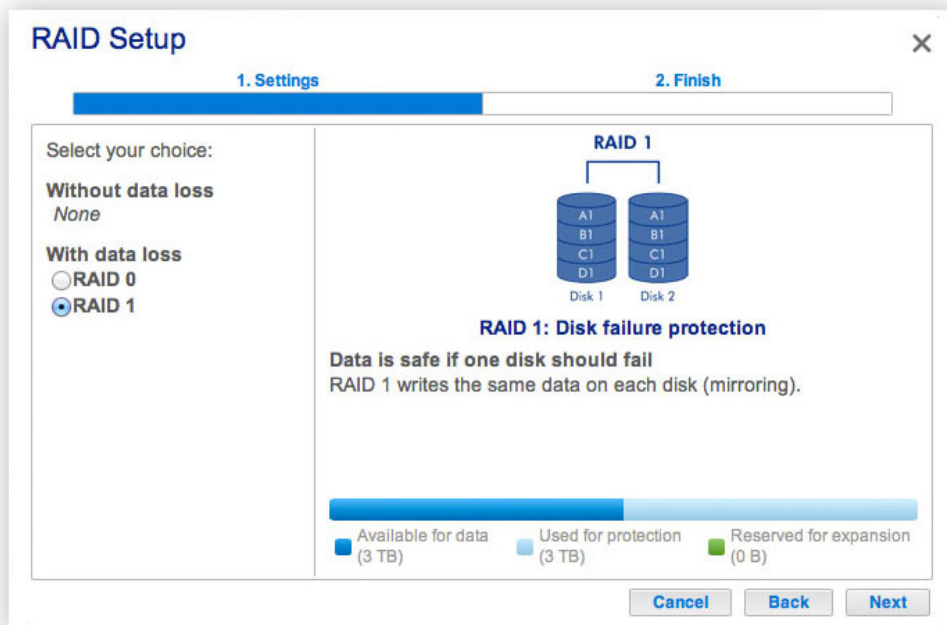 RAID Setup
1. Settings
2. Finish
Select your choice:
Without data loss
None
With data loss
RAID 0
RAID 1
RAID 1
A1
B1
C1
D1
A1
B1
C1
D1
Disk 1
Disk 2
RAID 1: Disk failure protection
Data is safe if one disk should fail
RAID 1 writes the same data on each disk (mirroring).
Available for data
(3 TB)
Used for protection
(3 TB)
Reserved for expansion
(0 B)
Cancel
Back
Next